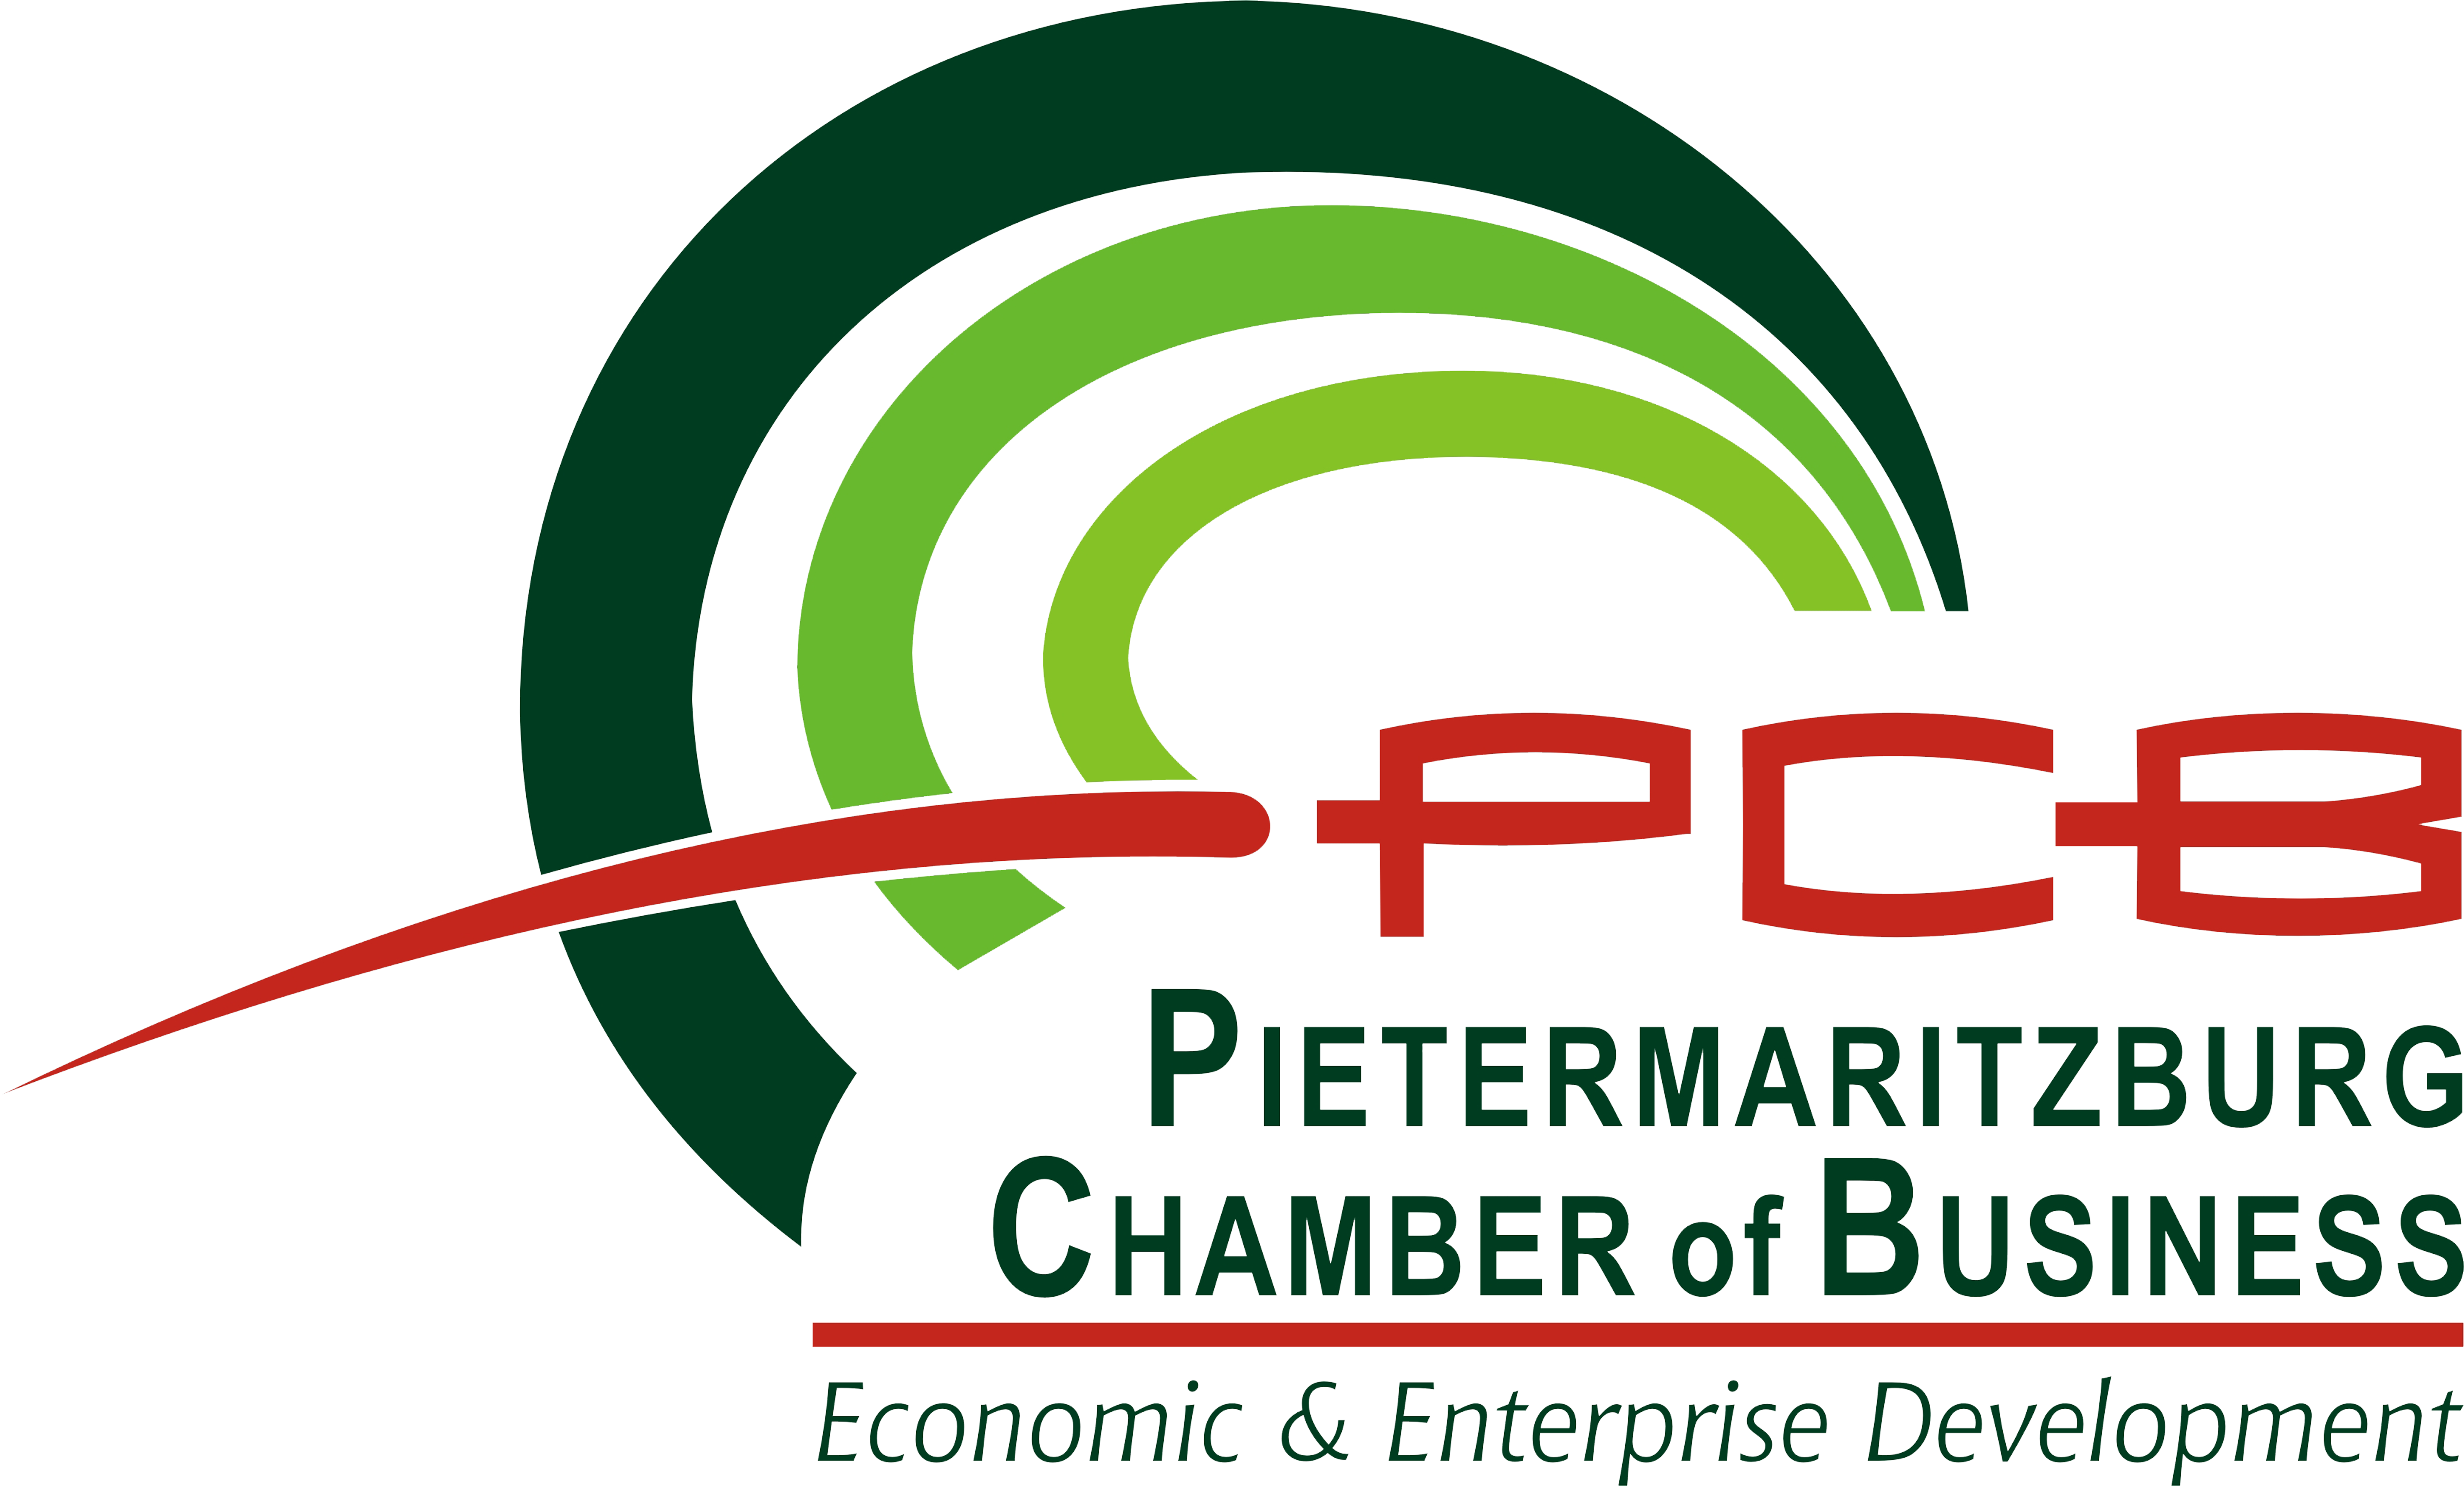 PCB
PIETERMARITZBURG
CHAMBER of BUSINESS
Economic & Enterprise Development